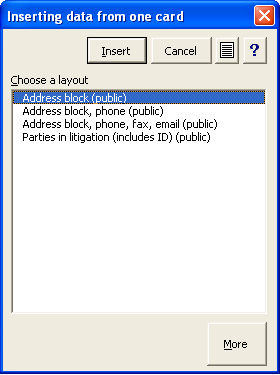 Inserting data from one card
Insert Cancel ?
Choose a layout
Address block (public)
Address block, phone (public)
Address block, phone, fax, email (public)
Parties in litigation (includes ID) (public)
More